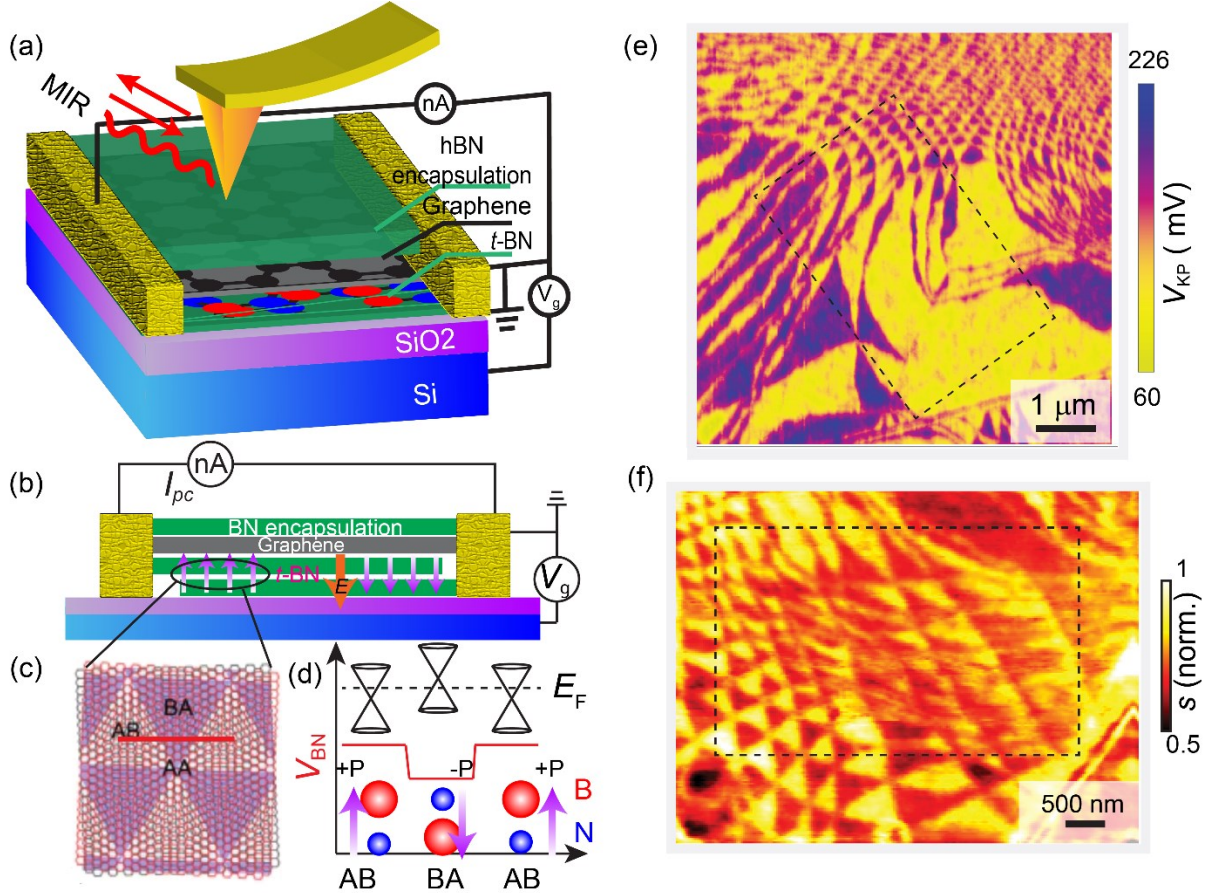 (a)
MIR
nA
hBN
encapsulation
Graphene
t-BN
Vg
SiO2
Si
(b)
nA
Ipc
BN encapsulation
Graphene
t-BN
E
Vg
(c)
BA
AB
AA
(d)
EF
VBN
+P
-P
+P
B
N
AB
BA
AB
(e)
226
VKP ( mV)
60
1 μm
(f)
1
s (norm.)
0.5
500 nm